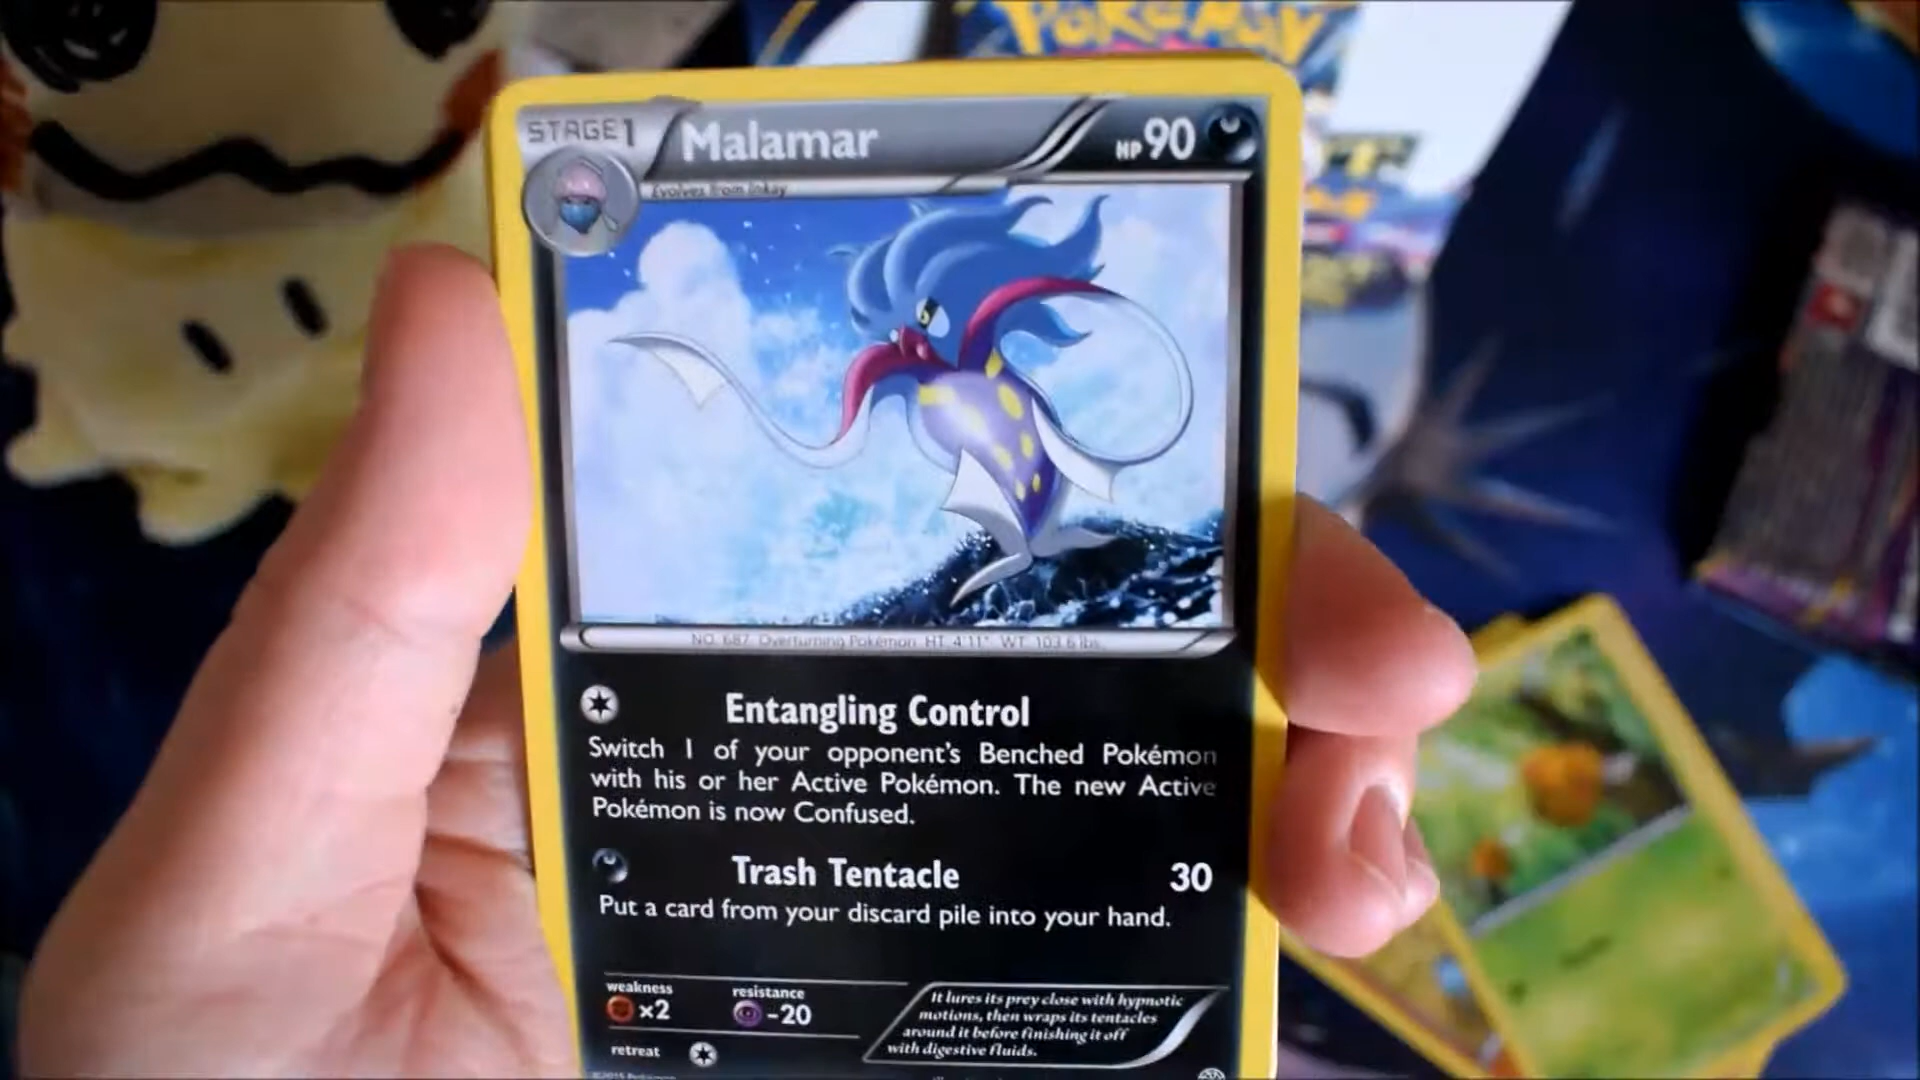 POKÉMON
STAGE1 Malamar HP90
Evolves from Inkay
NO. 687 Overturning Pokémon HT. 4'11" WT. 103.6 lbs.
Entangling Control
Switch 1 of your opponent's Benched Pokémon
with his or her Active Pokémon. The new Active
Pokémon is now Confused.
Trash Tentacle 30
Put a card from your discard pile into your hand.
weakness resistance
×2 -20
It lures its prey close with hypnotic
motions, then wraps its tentacles
around it before finishing it off
with digestive fluids.
retreat
©2015 Pokémon